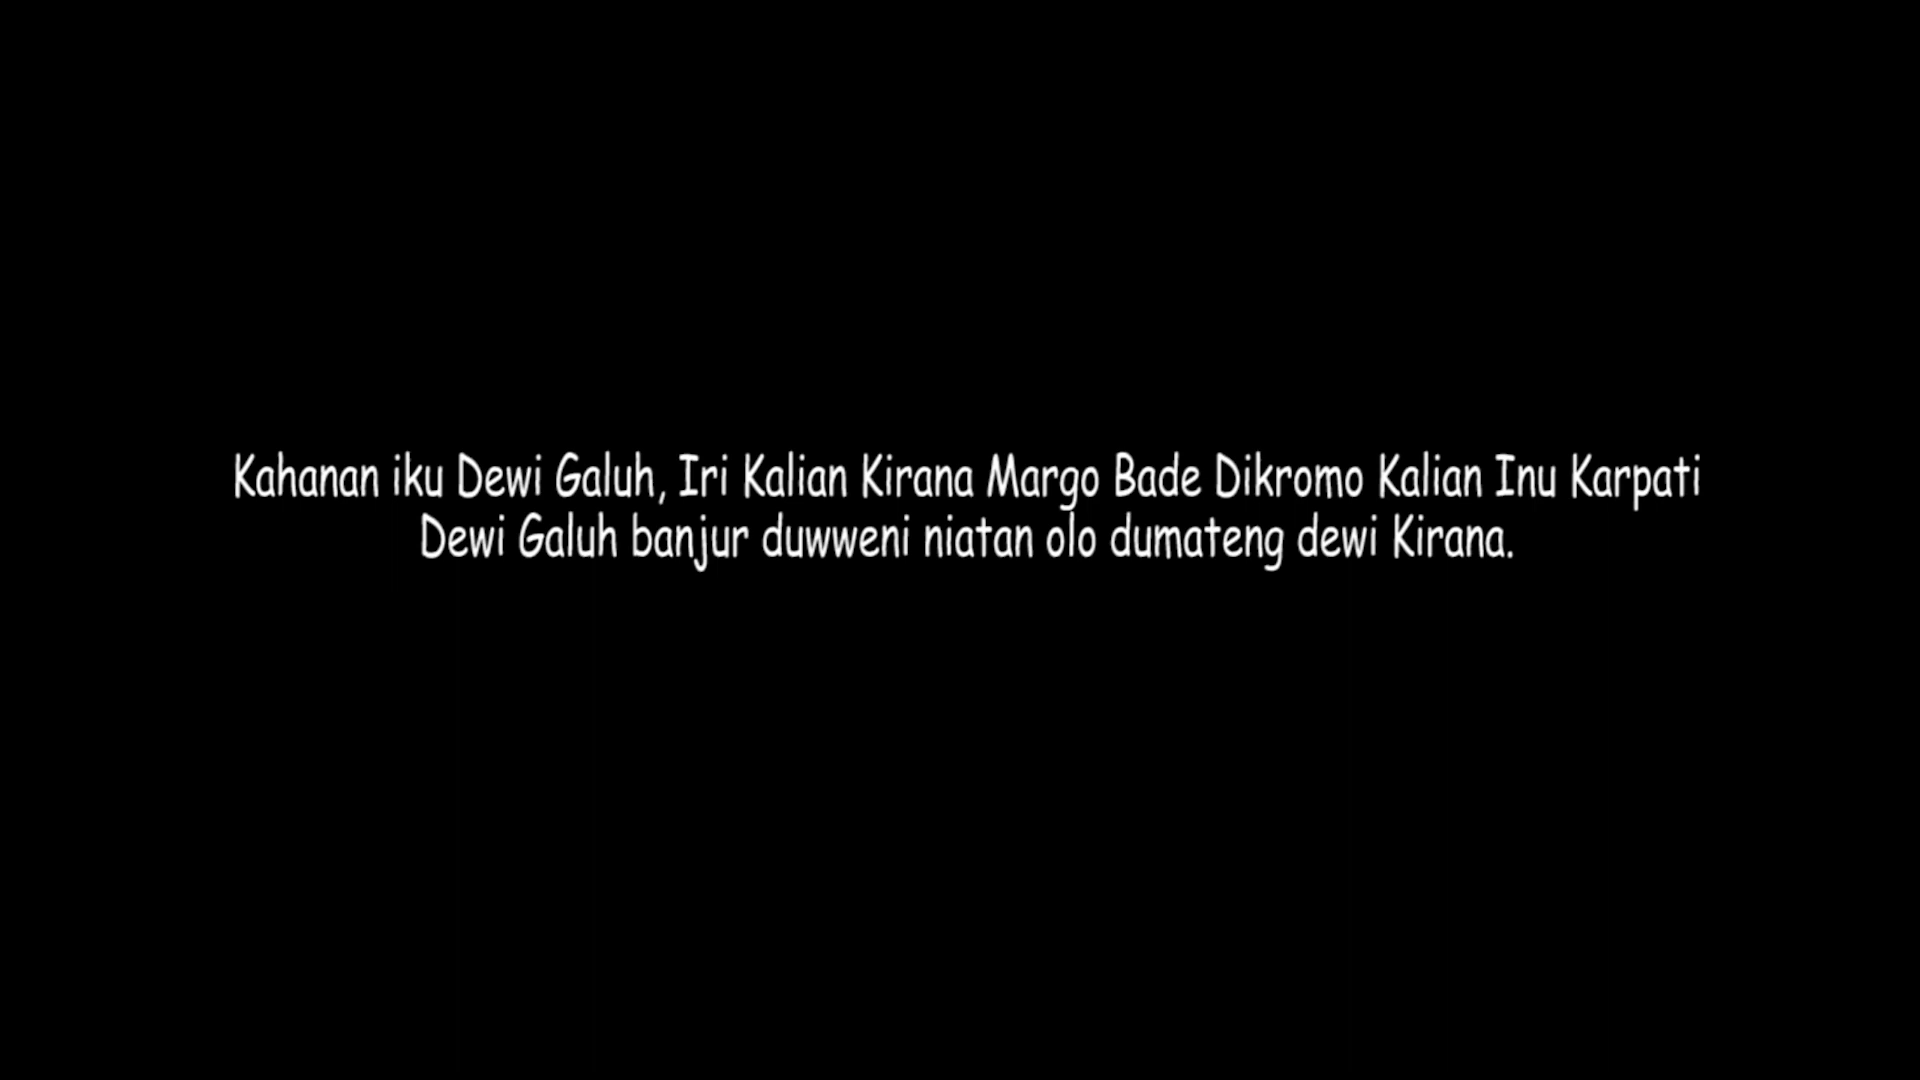 Kahanan iku Dewi Galuh, Iri Kalian Kirana Margo Bade Dikromo Kalian Inu Karpati
Dewi Galuh banjur duwweni niatan olo dumateng dewi Kirana.